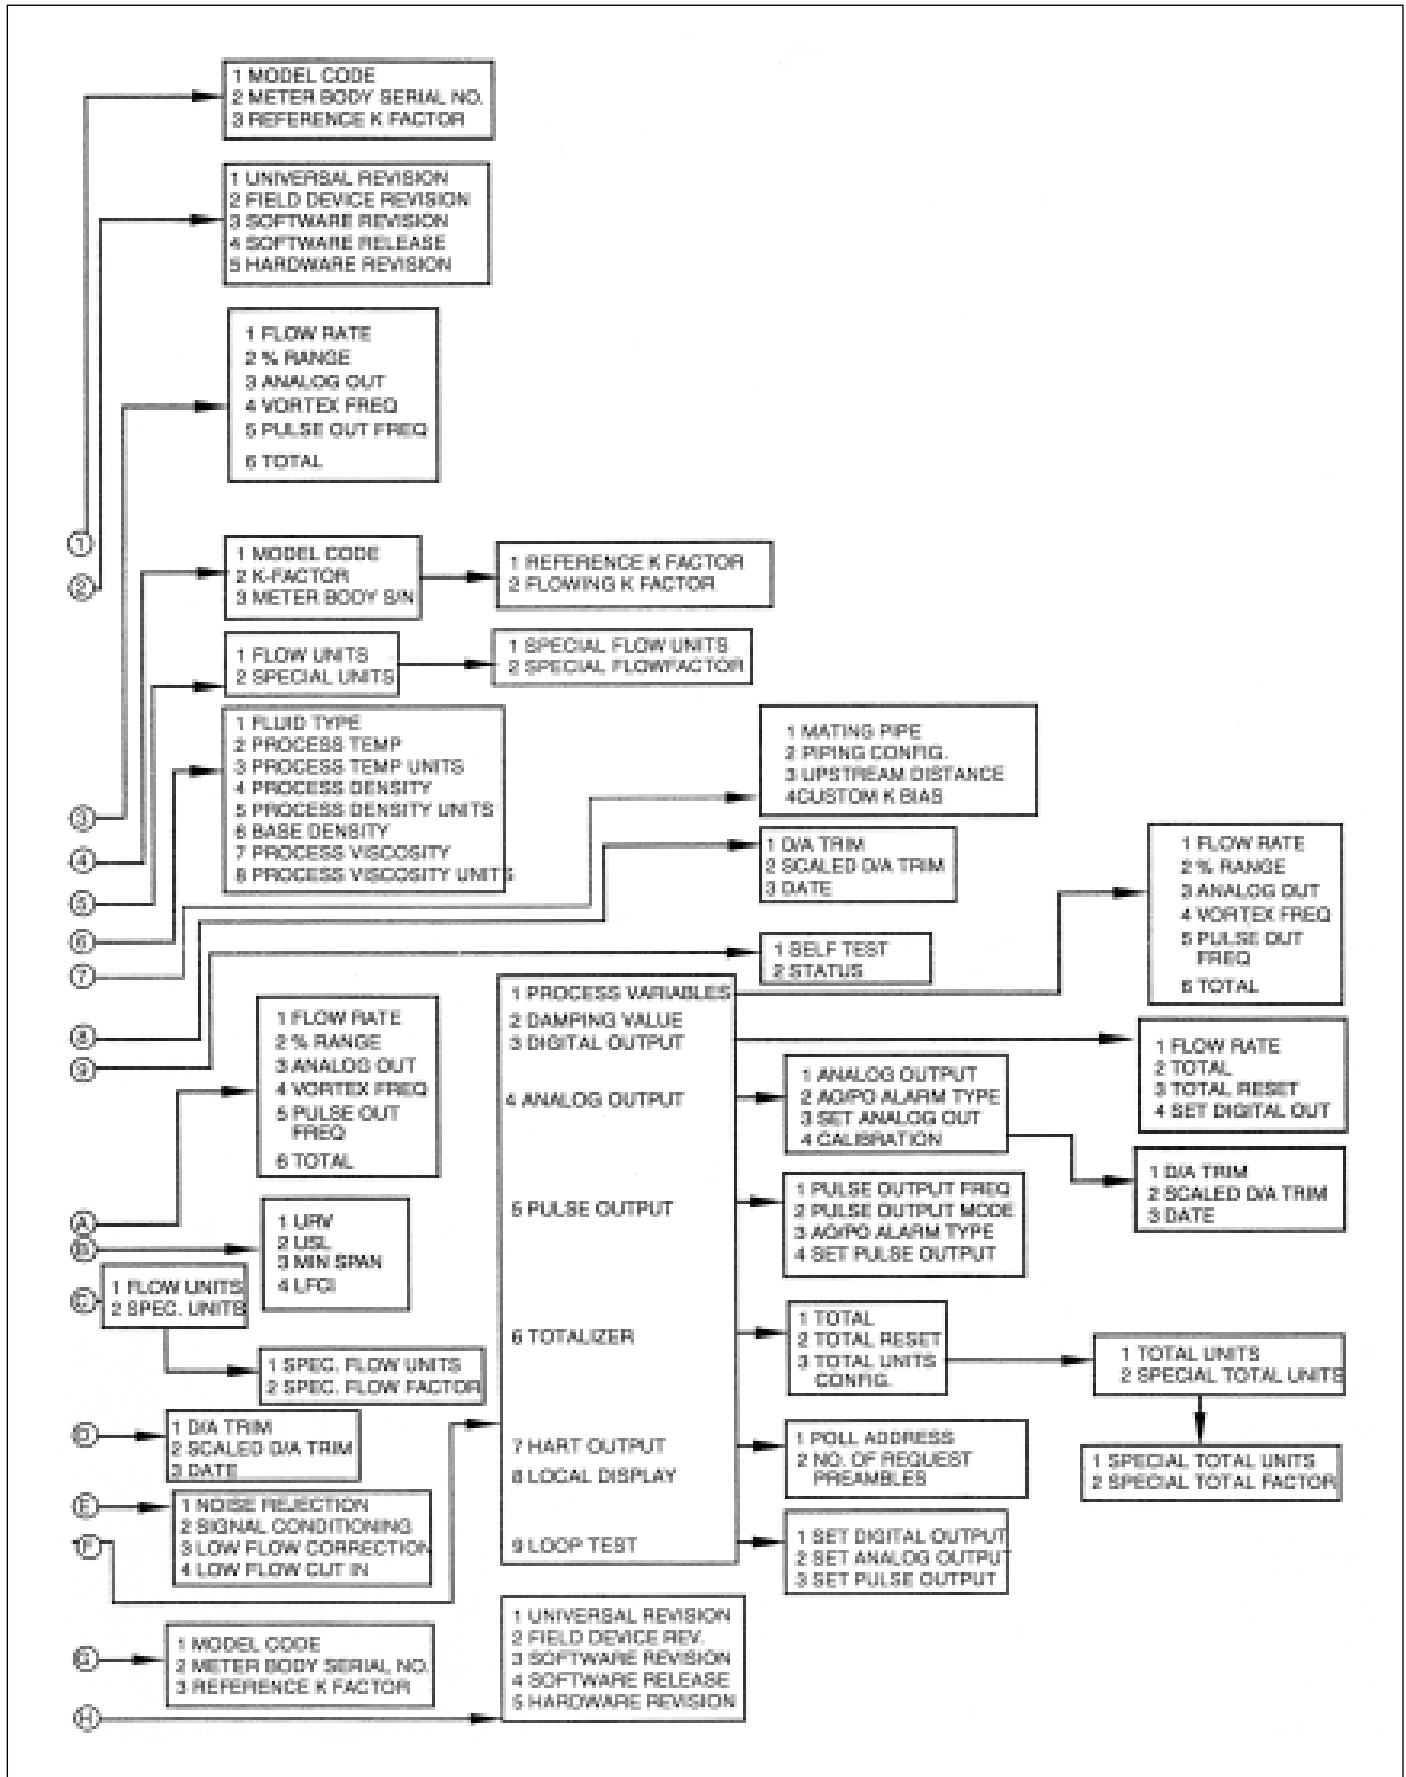 1 MODEL CODE
2 METER BODY SERIAL NO.
3 REFERENCE K FACTOR
1 UNIVERSAL REVISION
2 FIELD DEVICE REVISION
3 SOFTWARE REVISION
4 SOFTWARE RELEASE
5 HARDWARE REVISION
1 FLOW RATE
2 % RANGE
3 ANALOG OUT
4 VORTEX FREQ
5 PULSE OUT FREQ
6 TOTAL
1
2
1 MODEL CODE
2 K-FACTOR
3 METER BODY S/N
1 REFERENCE K FACTOR
2 FLOWING K FACTOR
1 FLOW UNITS
2 SPECIAL UNITS
1 SPECIAL FLOW UNITS
2 SPECIAL FLOWFACTOR
1 FLUID TYPE
2 PROCESS TEMP
3 PROCESS TEMP UNITS
4 PROCESS DENSITY
5 PROCESS DENSITY UNITS
6 BASE DENSITY
7 PROCESS VISCOSITY
8 PROCESS VISCOSITY UNITS
1 MATING PIPE
2 PIPING CONFIG.
3 UPSTREAM DISTANCE
4CUSTOM K BIAS
3
4
5
6
7
8
9
1 D/A TRIM
2 SCALED D/A TRIM
3 DATE
1 SELF TEST
2 STATUS
1 FLOW RATE
2 % RANGE
3 ANALOG OUT
4 VORTEX FREQ
5 PULSE OUT
FREQ
6 TOTAL
1 FLOW RATE
2 % RANGE
3 ANALOG OUT
4 VORTEX FREQ
5 PULSE OUT
FREQ
6 TOTAL
1 PROCESS VARIABLES
2 DAMPING VALUE
3 DIGITAL OUTPUT
4 ANALOG OUTPUT
5 PULSE OUTPUT
6 TOTALIZER
7 HART OUTPUT
8 LOCAL DISPLAY
9 LOOP TEST
1 FLOW RATE
2 TOTAL
3 TOTAL RESET
4 SET DIGITAL OUT
1 ANALOG OUTPUT
2 AO/PO ALARM TYPE
3 SET ANALOG OUT
4 CALIBRATION
1 D/A TRIM
2 SCALED D/A TRIM
3 DATE
1 PULSE OUTPUT FREQ
2 PULSE OUTPUT MODE
3 AO/PO ALARM TYPE
4 SET PULSE OUTPUT
A
B
C
1 URV
2 USL
3 MIN SPAN
4 LFCI
1 FLOW UNITS
2 SPEC. UNITS
1 SPEC. FLOW UNITS
2 SPEC. FLOW FACTOR
1 TOTAL
2 TOTAL RESET
3 TOTAL UNITS
CONFIG.
1 TOTAL UNITS
2 SPECIAL TOTAL UNITS
1 SPECIAL TOTAL UNITS
2 SPECIAL TOTAL FACTOR
D
1 D/A TRIM
2 SCALED D/A TRIM
3 DATE
1 POLL ADDRESS
2 NO. OF REQUEST
PREAMBLES
E
1 NOISE REJECTION
2 SIGNAL CONDITIONING
3 LOW FLOW CORRECTION
4 LOW FLOW CUT IN
F
1 SET DIGITAL OUTPUT
2 SET ANALOG OUTPUT
3 SET PULSE OUTPUT
G
1 MODEL CODE
2 METER BODY SERIAL NO.
3 REFERENCE K FACTOR
1 UNIVERSAL REVISION
2 FIELD DEVICE REV.
3 SOFTWARE REVISION
4 SOFTWARE RELEASE
5 HARDWARE REVISION
H